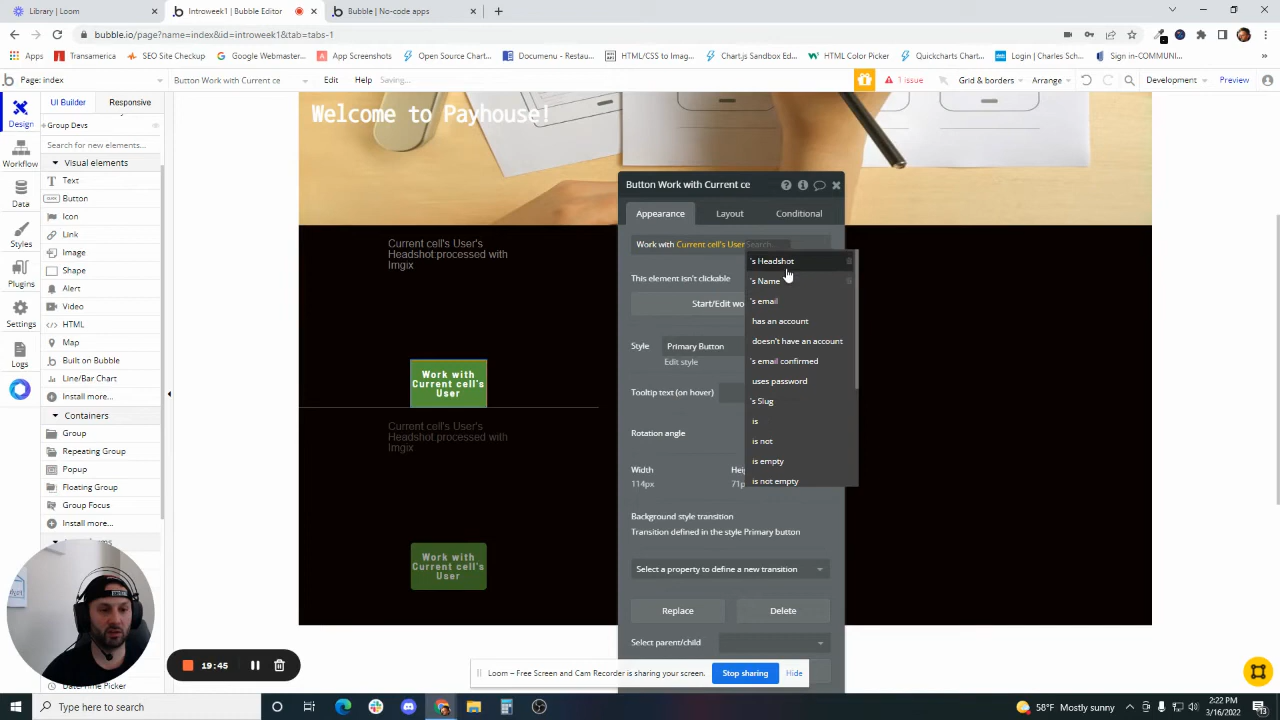 Library | Loom
Introweek1 | Bubble Editor
Bubble | No-code apps
bubble.io/page?name=index&id=introweek1&tab=tabs-1
Apps
Transamerica
SEO Site Checkup
Google Webmaster...
App Screenshots
Open Source Chart...
Documenu - Restau...
HTML/CSS to Imag...
Chart.js Sandbox Ed...
HTML Color Picker
Quickcharts Chart C...
Login | Charles Sch...
Sign in-COMMUNI...
Page: index
Button Work with Current ce
Edit
Help
Saving...
1 issue
Grid & borders
Arrange
Development
Preview
Design
Workflow
Data
Styles
Plugins
Settings
Logs
UI Builder
Responsive
Group Devs
Search for new elements...
Visual elements
Text
Button
Icon
Link
Image
Shape
Alert
Video
HTML
Map
Built on Bubble
Line/Bar Chart
Install more...
Containers
Group
Repeating Group
Popup
Floating Group
Group Focus
Install more...
Date/Time Picker
Welcome to Payhouse!
Current cell's User's
Headshot:processed with
Imgix
Work with
Current cell's
User
Current cell's User's
Headshot:processed with
Imgix
Work with
Current cell's
User
Button Work with Current ce
Appearance
Layout
Conditional
Work with Current cell's User Search...
This element isn't clickable
Start/Edit wo
Style
Primary Button
Edit style
Tooltip text (on hover)
Rotation angle
Width
114px
Heig
71p
Background style transition
Transition defined in the style Primary button
Select a property to define a new transition
Replace
Delete
Select parent/child
's Headshot
's Name
's email
has an account
doesn't have an account
's email confirmed
uses password
's Slug
is
is not
is empty
is not empty
19:45
Loom – Free Screen and Cam Recorder is sharing your screen.
Stop sharing
Hide
Type here to search
58°F Mostly sunny
2:22 PM
3/16/2022
3